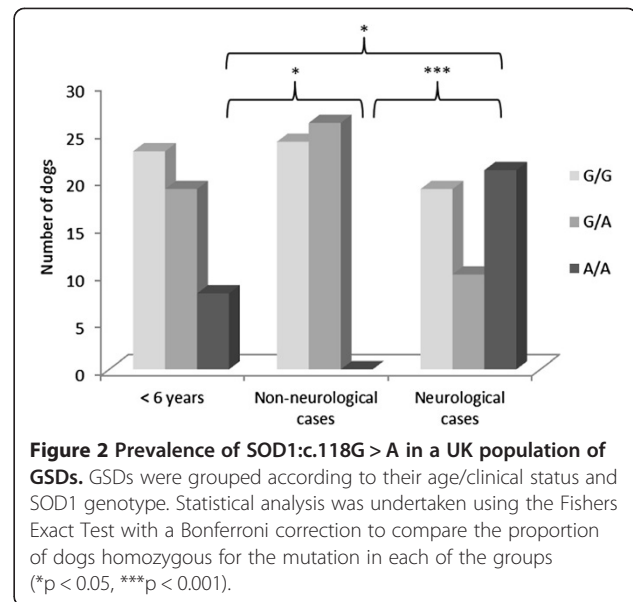 *
* ***
30
25
20
15
10
5
0
Number of dogs
G/G
G/A
A/A
< 6 years Non-neurological Neurological
cases cases
Figure 2 Prevalence of SOD1:c.118G > A in a UK population of
GSDs. GSDs were grouped according to their age/clinical status and
SOD1 genotype. Statistical analysis was undertaken using the Fishers
Exact Test with a Bonferroni correction to compare the proportion
of dogs homozygous for the mutation in each of the groups
(*p < 0.05, ***p < 0.001).